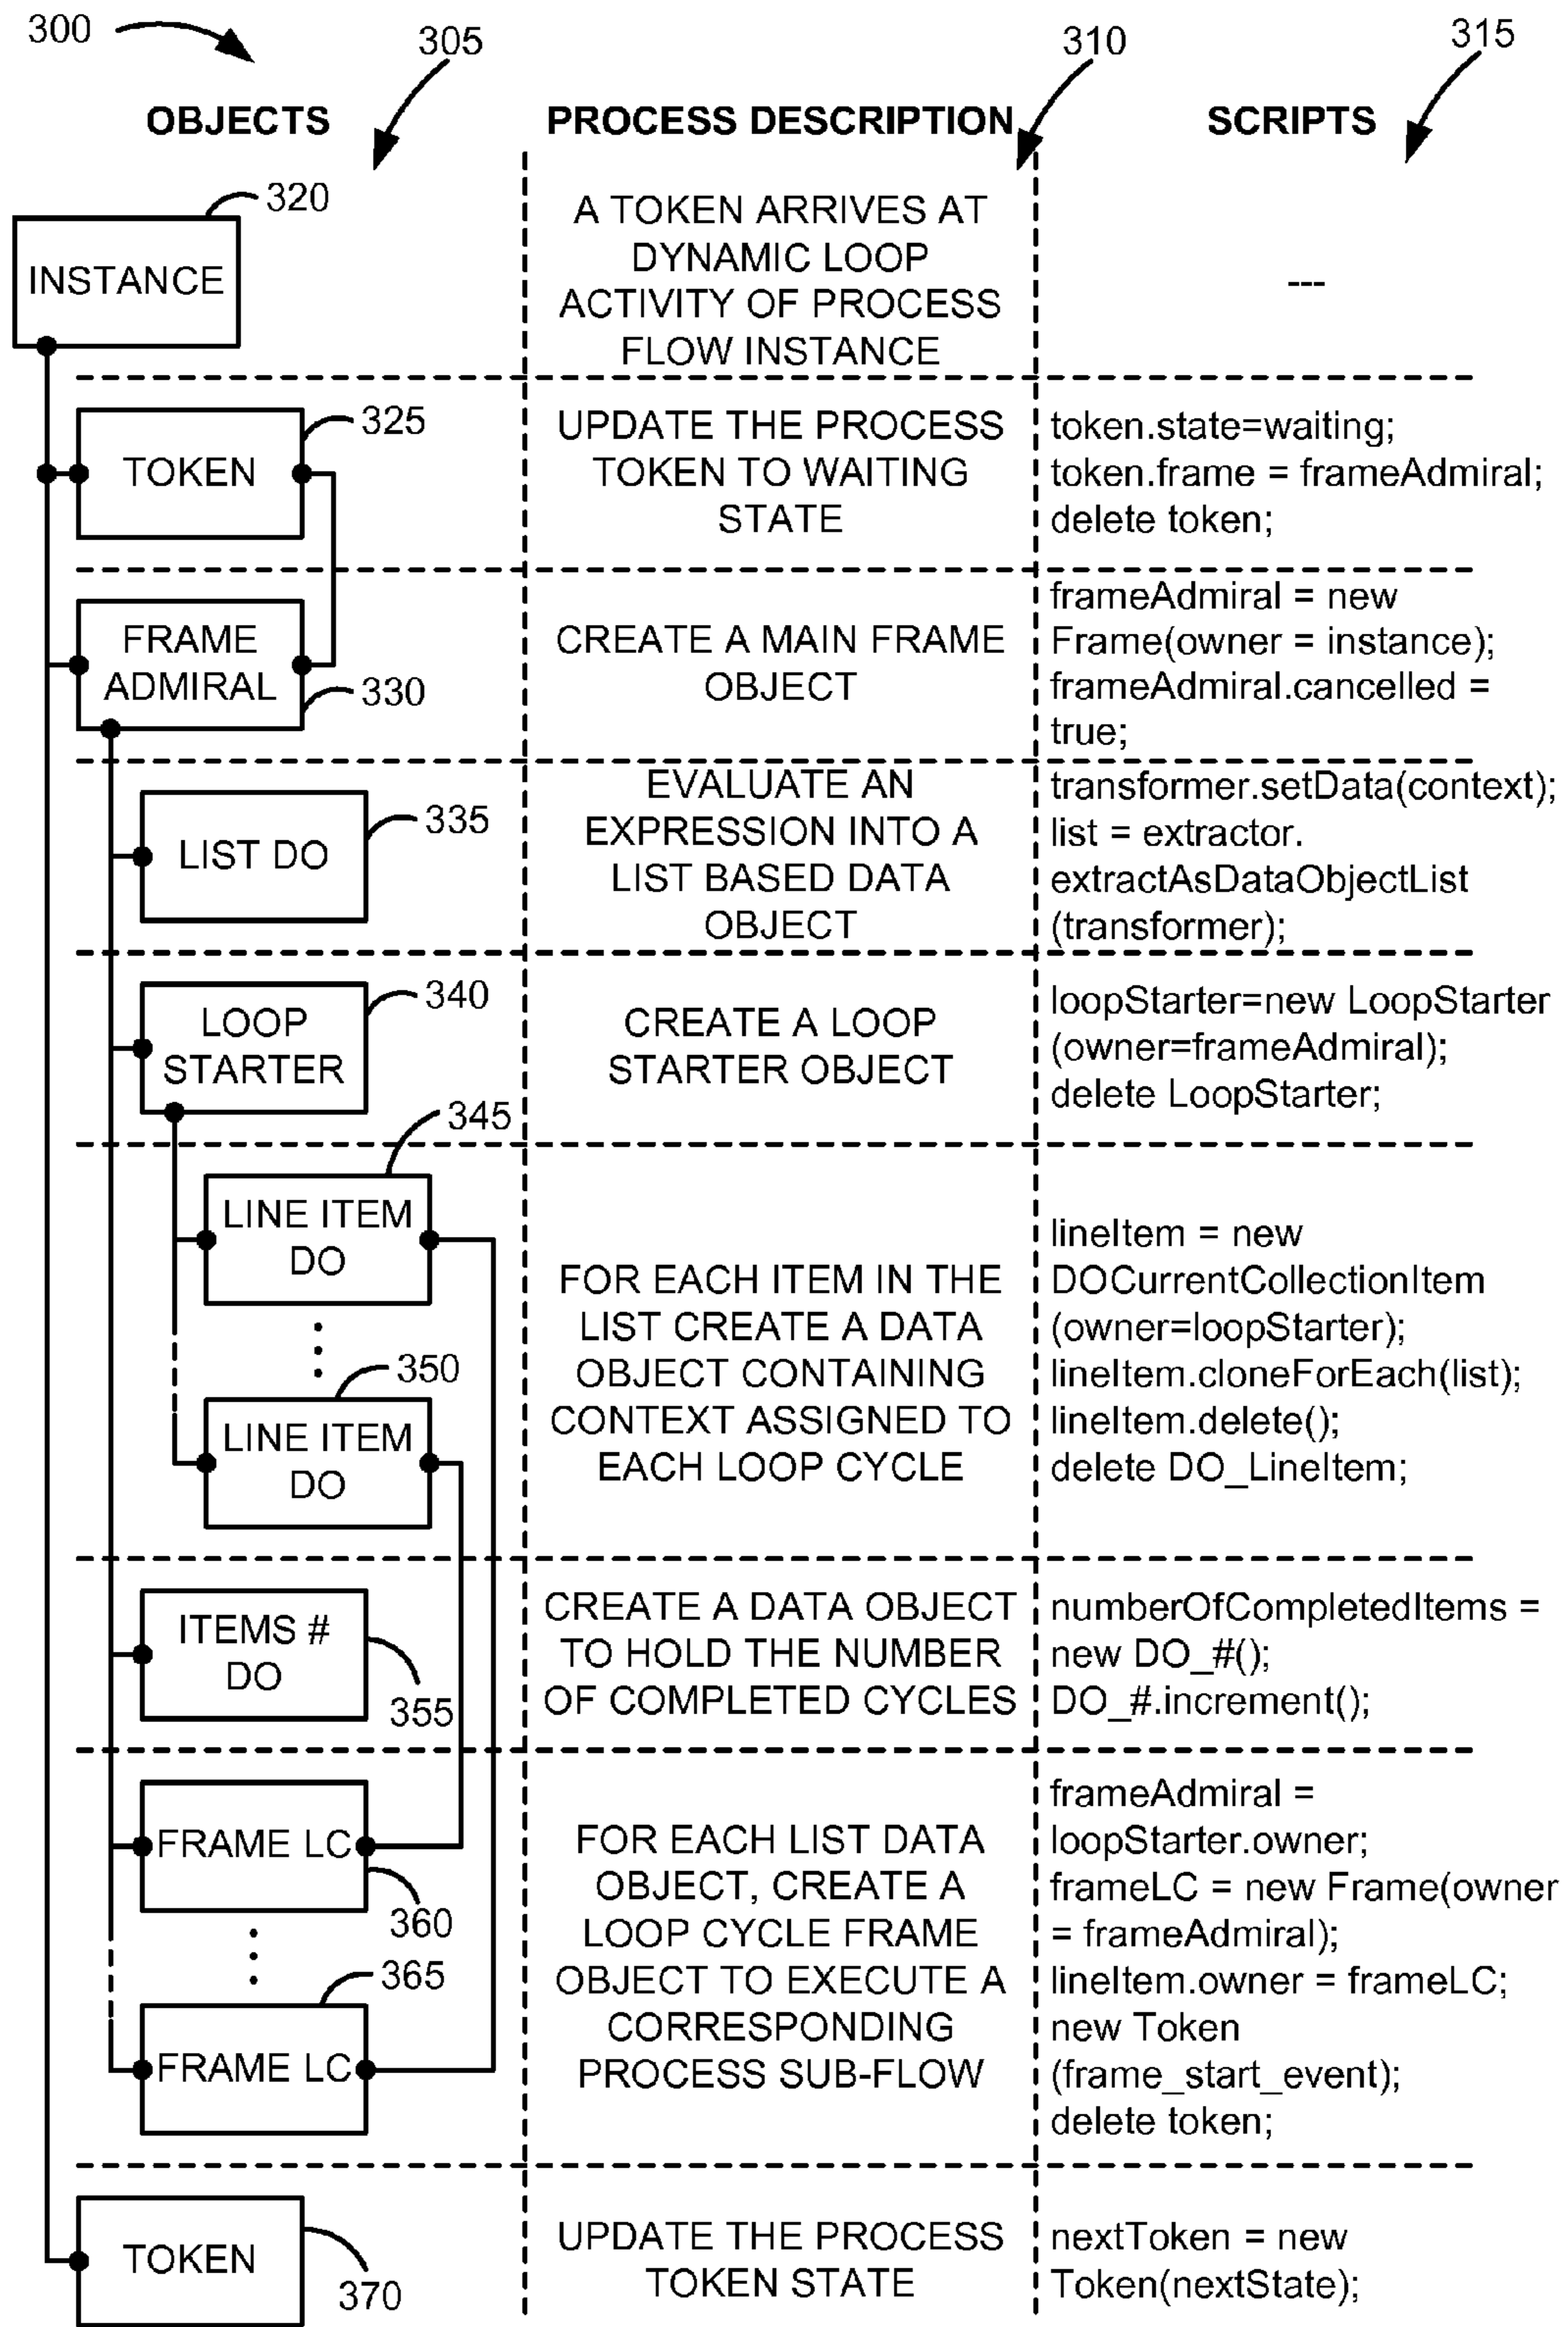 300
305
310
315
OBJECTS
PROCESS DESCRIPTION
SCRIPTS
320
INSTANCE
A TOKEN ARRIVES AT
DYNAMIC LOOP
ACTIVITY OF PROCESS
FLOW INSTANCE
---
325
TOKEN
UPDATE THE PROCESS
TOKEN TO WAITING
STATE
token.state=waiting;
token.frame = frameAdmiral;
delete token;
FRAME
ADMIRAL
330
CREATE A MAIN FRAME
OBJECT
frameAdmiral = new
Frame(owner = instance);
frameAdmiral.cancelled =
true;
335
LIST DO
EVALUATE AN
EXPRESSION INTO A
LIST BASED DATA
OBJECT
transformer.setData(context);
list = extractor.
extractAsDataObjectList
(transformer);
340
LOOP
STARTER
CREATE A LOOP
STARTER OBJECT
loopStarter=new LoopStarter
(owner=frameAdmiral);
delete LoopStarter;
345
LINE ITEM
DO
350
LINE ITEM
DO
FOR EACH ITEM IN THE
LIST CREATE A DATA
OBJECT CONTAINING
CONTEXT ASSIGNED TO
EACH LOOP CYCLE
lineItem = new
DOCurrentCollectionItem
(owner=loopStarter);
lineItem.cloneForEach(list);
lineItem.delete();
delete DO_LineItem;
ITEMS #
DO
355
CREATE A DATA OBJECT
TO HOLD THE NUMBER
OF COMPLETED CYCLES
numberOfCompletedItems =
new DO_#();
DO_#.increment();
FRAME LC
360
365
FRAME LC
FOR EACH LIST DATA
OBJECT, CREATE A
LOOP CYCLE FRAME
OBJECT TO EXECUTE A
CORRESPONDING
PROCESS SUB-FLOW
frameAdmiral =
loopStarter.owner;
frameLC = new Frame(owner
= frameAdmiral);
lineItem.owner = frameLC;
new Token
(frame_start_event);
delete token;
TOKEN
370
UPDATE THE PROCESS
TOKEN STATE
nextToken = new
Token(nextState);